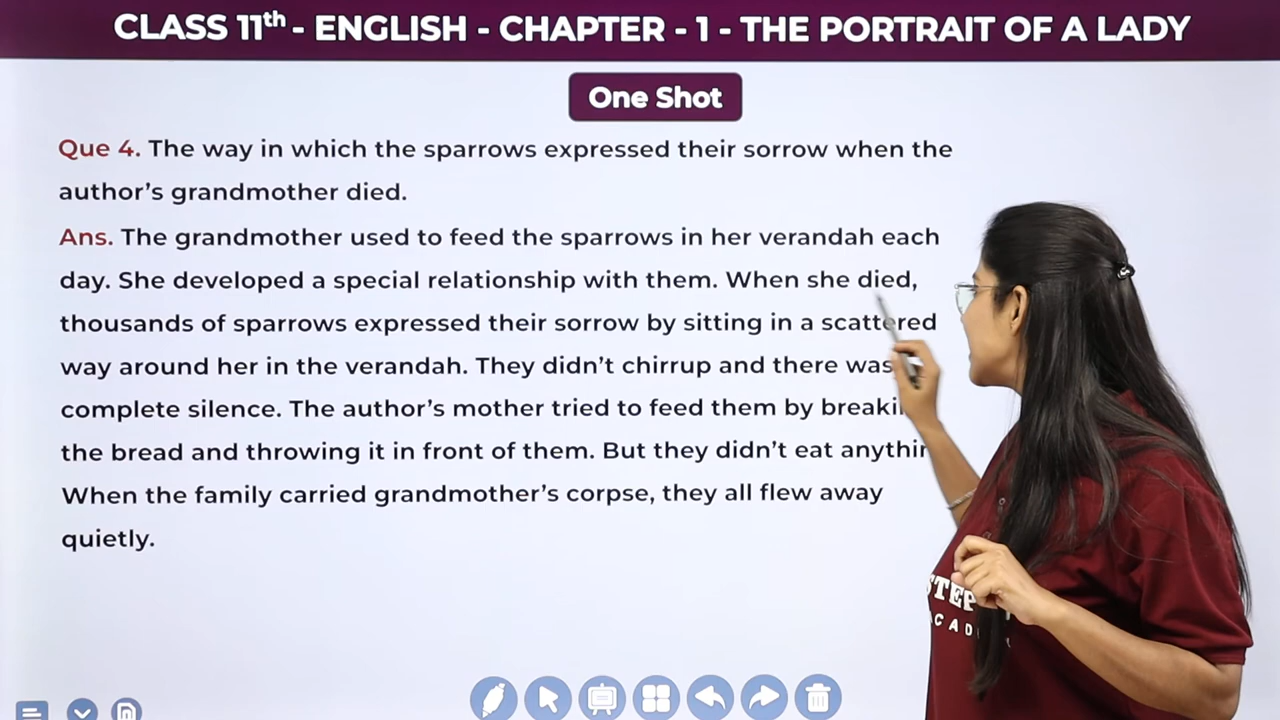 CLASS 11th - ENGLISH - CHAPTER - 1 - THE PORTRAIT OF A LADY
One Shot
Que 4. The way in which the sparrows expressed their sorrow when the
author's grandmother died.
Ans. The grandmother used to feed the sparrows in her verandah each
day. She developed a special relationship with them. When she died,
thousands of sparrows expressed their sorrow by sitting in a scattered
way around her in the verandah. They didn't chirrup and there was
complete silence. The author's mother tried to feed them by
the bread and throwing it in front of them. But they didn't eat
When the family carried grandmother's corpse, they all flew away
quietly.